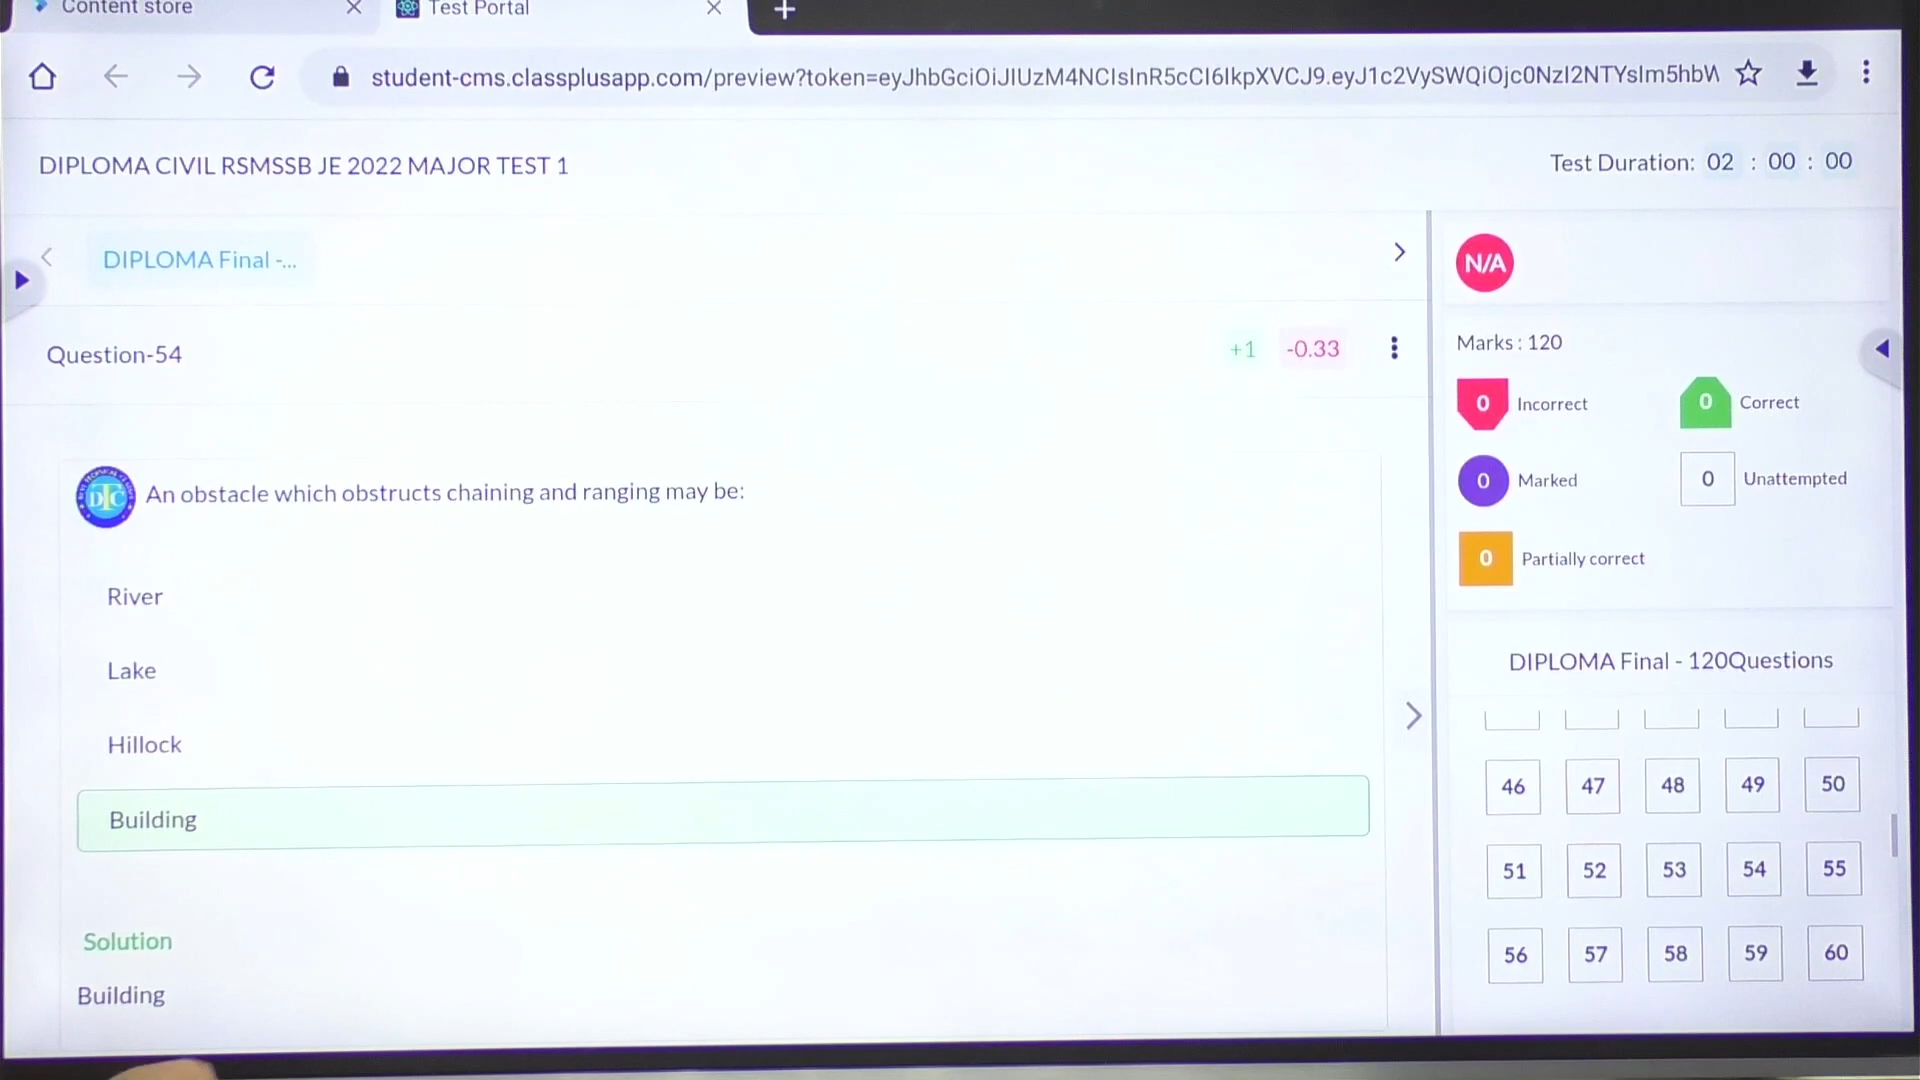 Content store
Test Portal
student-cms.classplusapp.com/preview?token=eyJhbGciOiJIUzM4NCIsInR5cCI6IkpXVCJ9.eyJ1c2VySWQiOjc0NzI2NTYsIm5hbW
DIPLOMA CIVIL RSMSSB JE 2022 MAJOR TEST 1
Test Duration: 02 : 00 : 00
DIPLOMA Final -...
N/A
Question-54
+1 -0.33
Marks : 120
0 Incorrect
0 Correct
0 Marked
0 Unattempted
0 Partially correct
DTC An obstacle which obstructs chaining and ranging may be:
River
Lake
Hillock
Building
Solution
Building
DIPLOMA Final - 120Questions
46 47 48 49 50
51 52 53 54 55
56 57 58 59 60